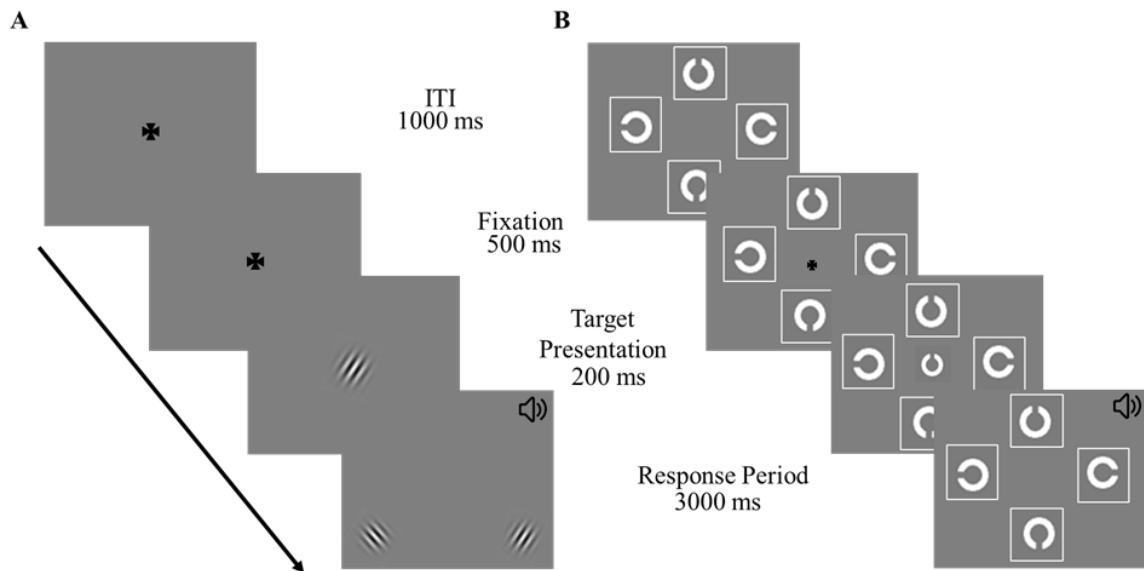 A
B
ITI
1000 ms
Fixation
500 ms
Target
Presentation
200 ms
Response Period
3000 ms